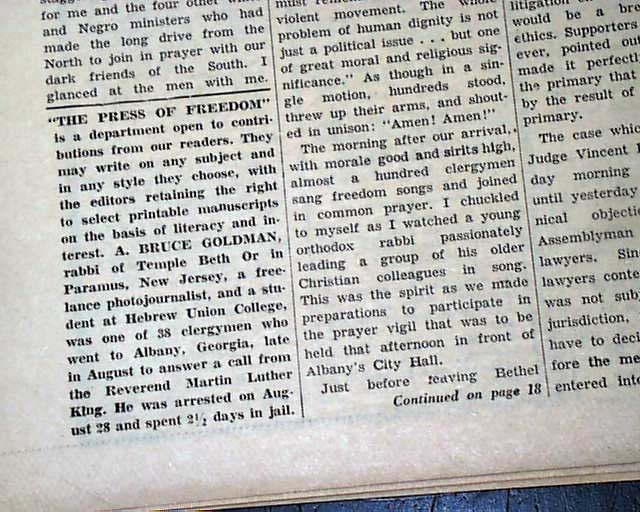 for me and the four other white
and Negro ministers who had
made the long drive from the
North to join in prayer with our
dark friends of the South. I
glanced at the men with me.
"THE PRESS OF FREEDOM"
is a department open to contri-
butions from our readers. They
may write on any subject and
in any style they choose, with
the editors retaining the right
to select printable manuscripts
on the basis of literacy and in-
terest. A. BRUCE GOLDMAN,
rabbi of Temple Beth Or in
Paramus, New Jersey, a free-
lance photojournalist, and a stu-
dent at Hebrew Union College,
was one of 38 clergymen who
went to Albany, Georgia, late
in August to answer a call from
the Reverend Martin Luther
King. He was arrested on Aug-
ust 28 and spent 2½ days in jail.
violent movement. The whole
problem of human dignity is not
just a political issue . . . but one
of great moral and religious sig-
nificance." As though in a sin-
gle motion, hundreds stood,
threw up their arms, and shout-
ed in unison: "Amen! Amen!"
The morning after our arrival,
with morale good and sirits high,
almost a hundred clergymen
sang freedom songs and joined
in common prayer. I chuckled
to myself as I watched a young
orthodox rabbi passionately
leading a group of his older
Christian colleagues in song.
This was the spirit as we made
preparations to participate in
the prayer vigil that was to be
held that afternoon in front of
Albany's City Hall.
Just before leaving Bethel
Continued on page 18
litigation
would be a
ethics. Supporters
ever, pointed out
made it
the primary that
by the result of
primary.
The case
Judge Vincent
day morning
until yesterday
nical
Assemblyman
lawyers.
lawyers
was not
jurisdiction,
have to
fore the
entered